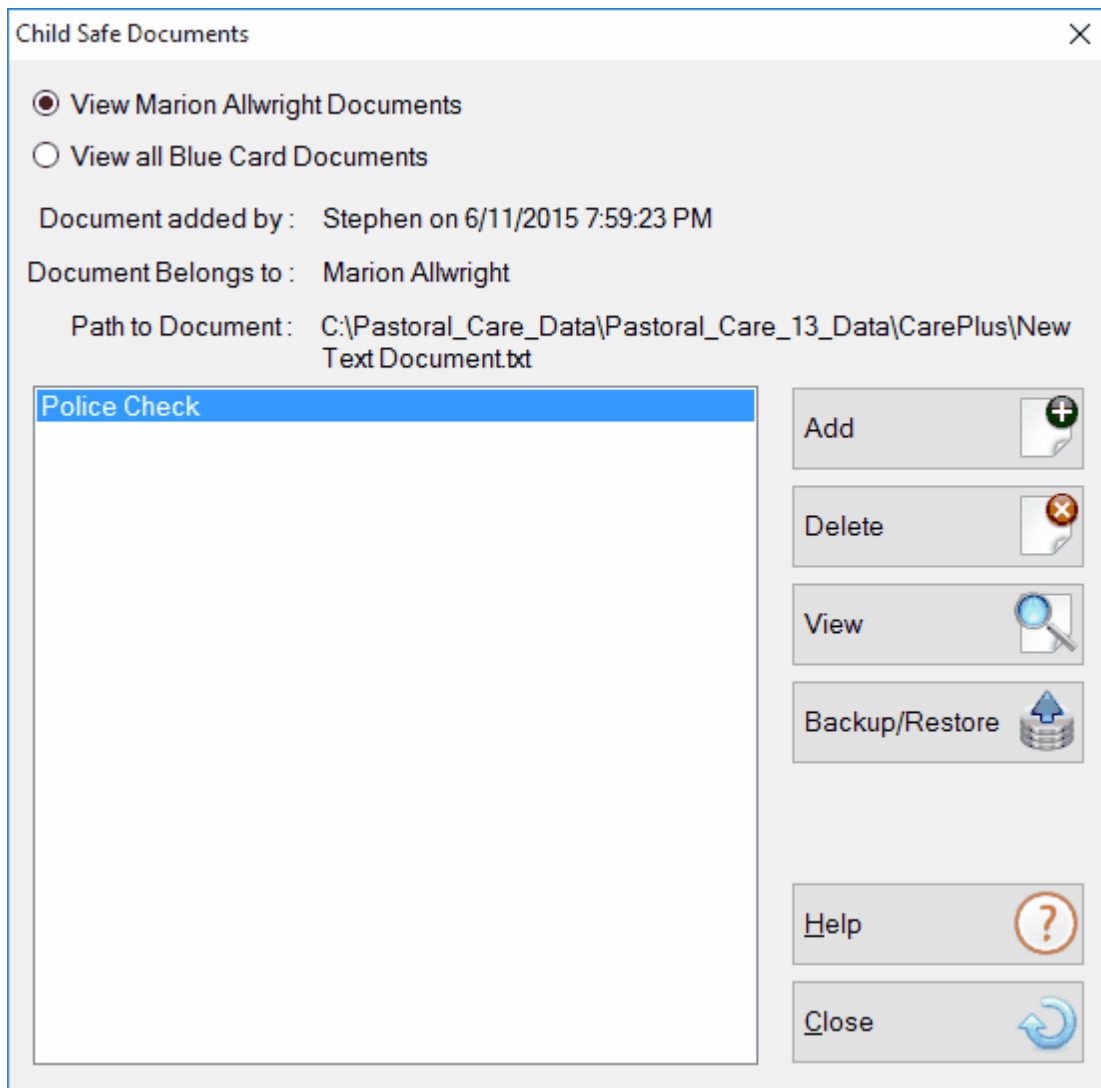 Child Safe Documents
View Marion Allwright Documents
View all Blue Card Documents
Document added by : Stephen on 6/11/2015 7:59:23 PM
Document Belongs to : Marion Allwright
Path to Document : C:\Pastoral_Care_Data\Pastoral_Care_13_Data\CarePlus\New
Text Document.txt
Police Check
Add
Delete
View
Backup/Restore
Help
Close